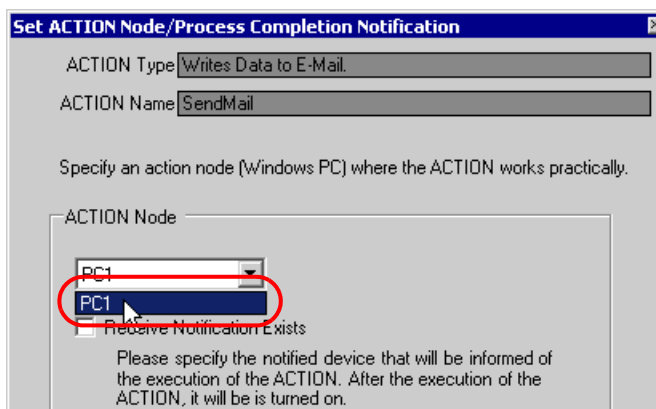 Set ACTION Node/Process Completion Notification
ACTION Type Writes Data to E-Mail.
ACTION Name SendMail
Specify an action node (Windows PC) where the ACTION works practically.
ACTION Node
PC1
PC1
Receive Notification Exists
Please specify the notified device that will be informed of
the execution of the ACTION. After the execution of the
ACTION, it will be is turned on.